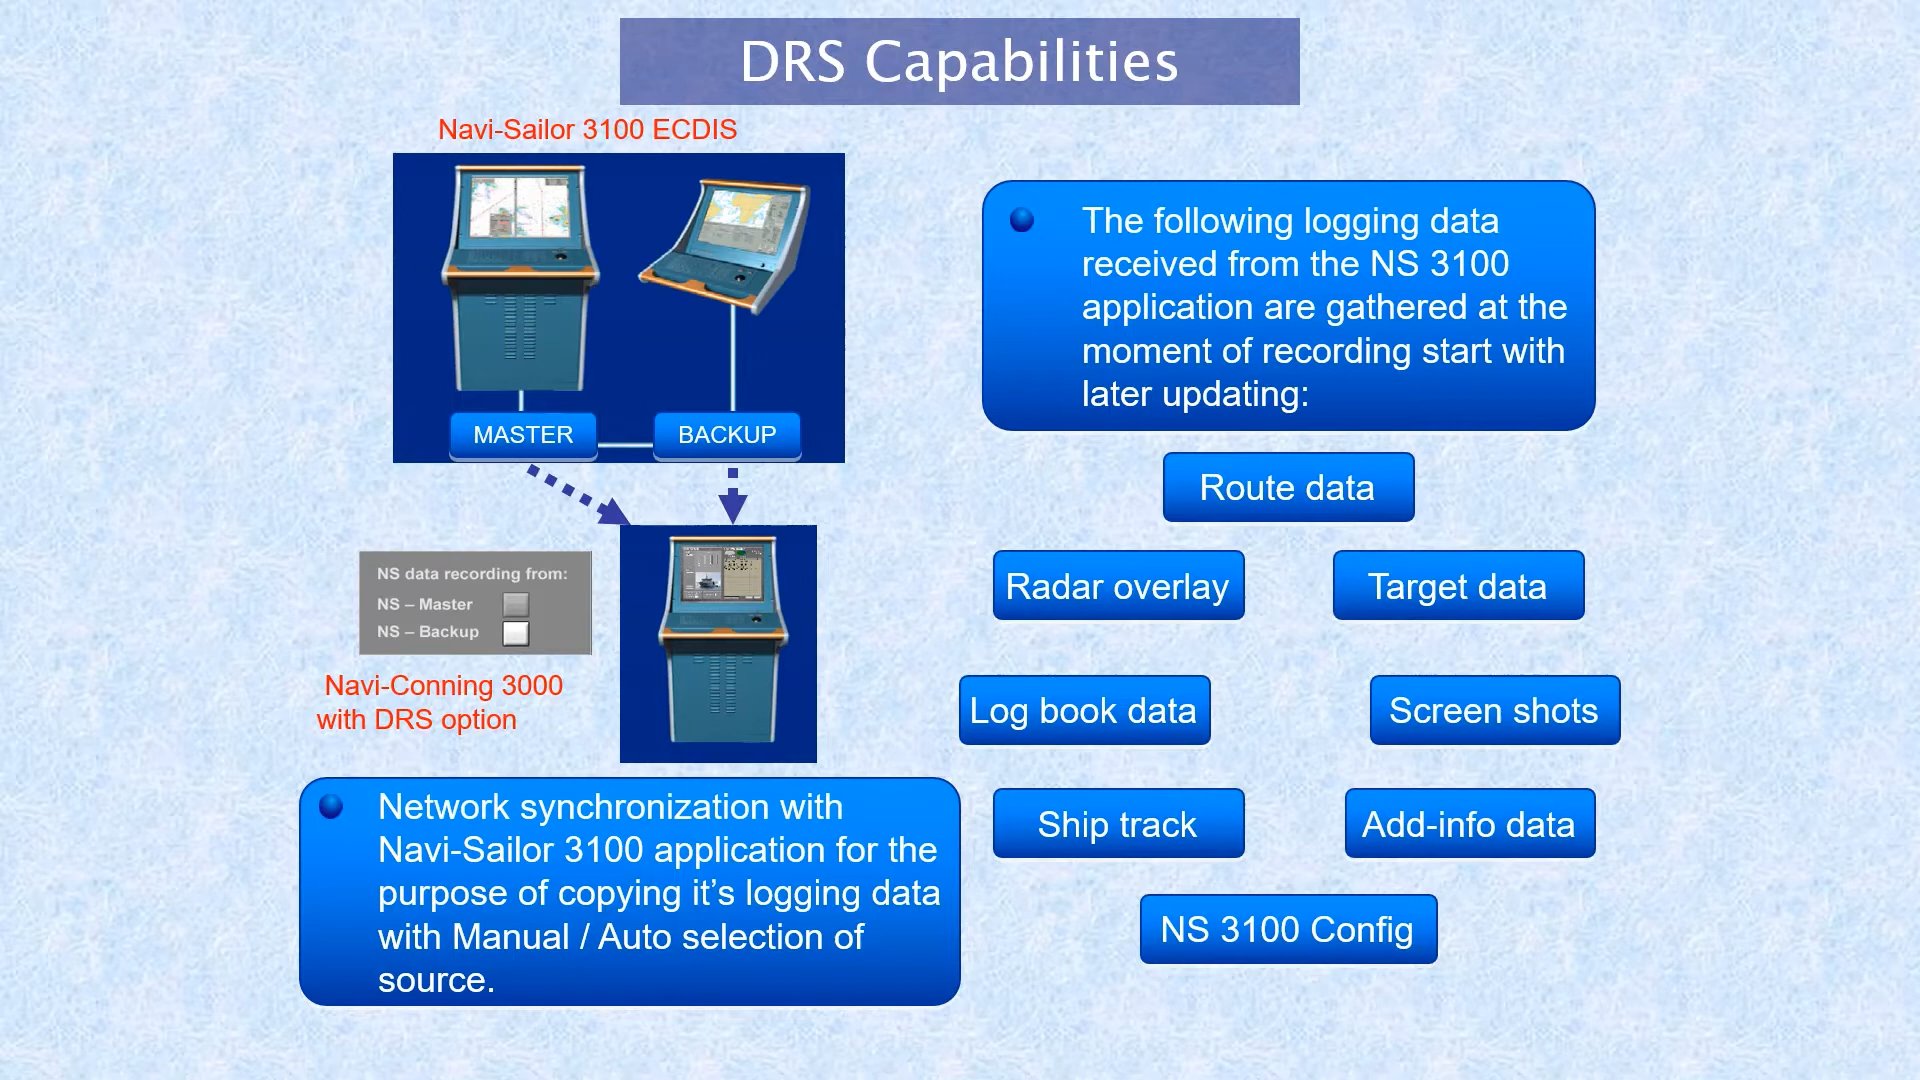 DRS Capabilities
Navi-Sailor 3100 ECDIS
MASTER
BACKUP
NS data recording from:
NS – Master
NS – Backup
Navi-Conning 3000
with DRS option
Network synchronization with
Navi-Sailor 3100 application for the
purpose of copying it’s logging data
with Manual / Auto selection of
source.
The following logging data
received from the NS 3100
application are gathered at the
moment of recording start with
later updating:
Route data
Radar overlay
Target data
Log book data
Screen shots
Ship track
Add-info data
NS 3100 Config